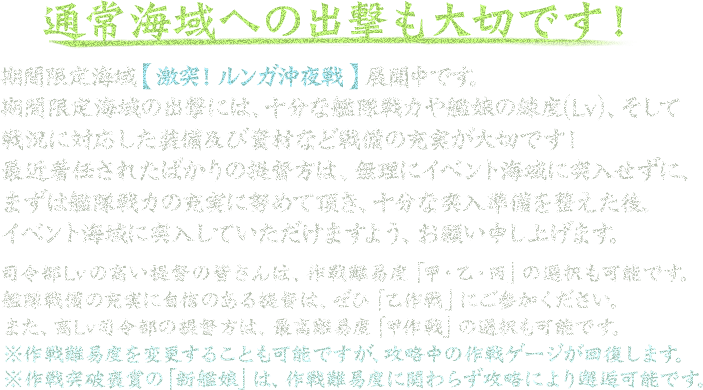 通常海域への出撃も大切です!
期間限定海域【 激突! ルンガ沖夜戦 】展開中です。
期間限定海域の出撃には、十分な艦隊戦力や艦娘の練度(Lv)、そして
戦況に対応した装備及び資材など戦備の充実が大切です!
最近着任されたばかりの提督方は、無理にイベント海域に突入せずに、
まずは艦隊戦力の充実に努めて頂き、十分な突入準備を整えた後、
イベント海域に突入していただけますよう、お願い申し上げます。
司令部Lvの高い提督の皆さんは、作戦難易度「甲・乙・丙」の選択も可能です。
艦隊戦備の充実に自信のある提督は、ぜひ「乙作戦」にご参加ください。
また、高Lv司令部の提督方は、最高難易度「甲作戦」の選択も可能です。
※作戦難易度を変更することも可能ですが、攻略中の作戦ゲージが回復します。
※作戦突破褒賞の「新艦娘」は、作戦難易度に関わらず攻略により邂逅可能です。